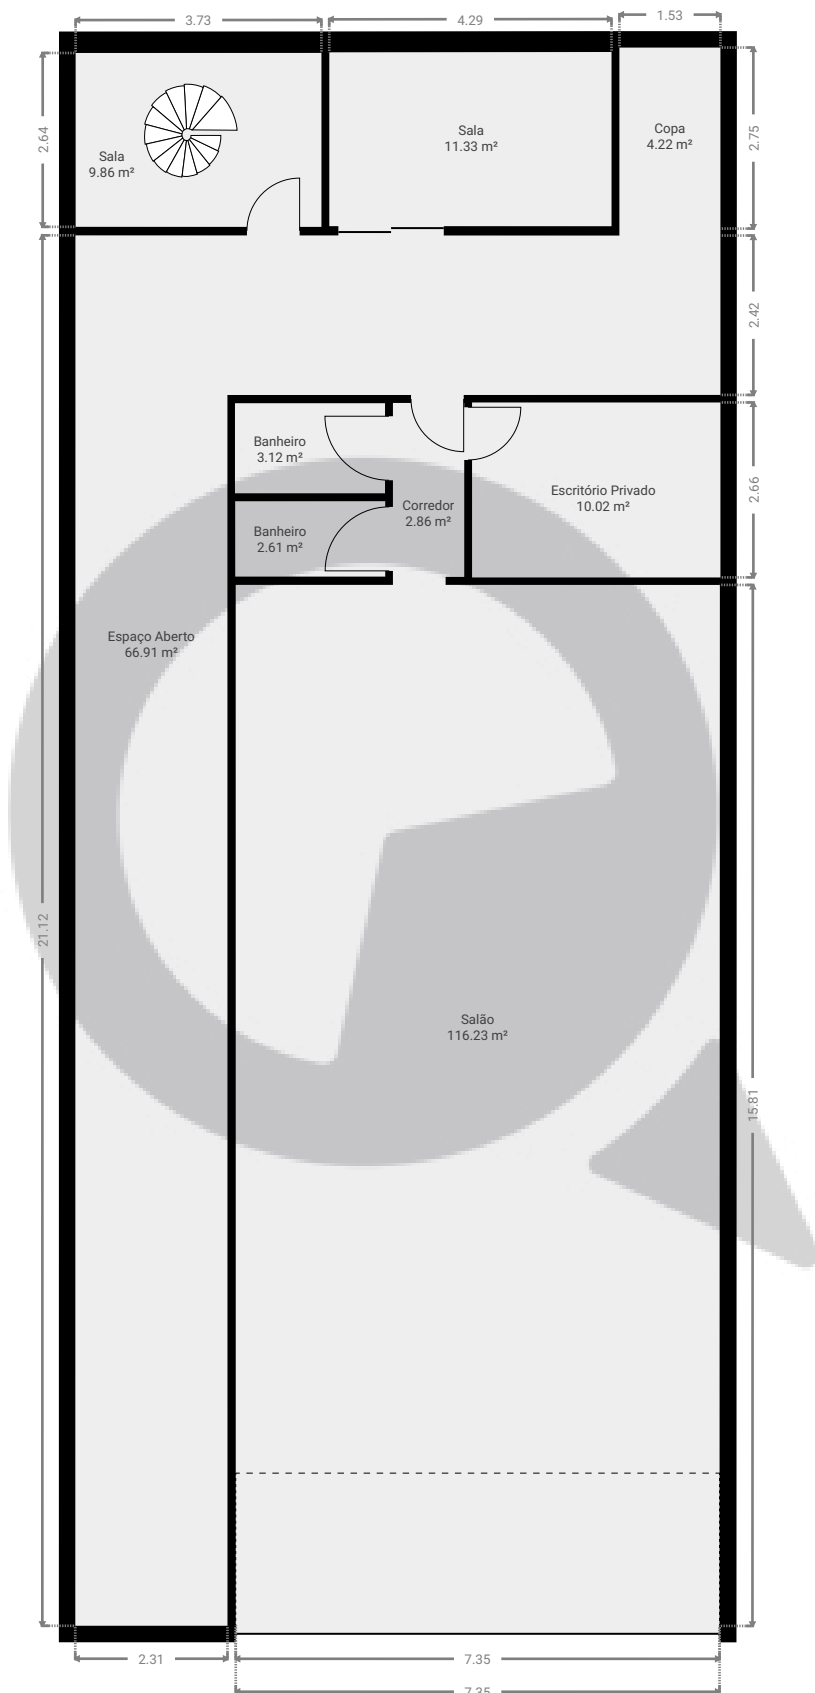 3.73
4.29
1.53
2.64
Sala
9.86 m²
Sala
11.33 m²
Copa
4.22 m²
2.75
2.42
Banheiro
3.12 m²
Banheiro
2.61 m²
Corredor
2.86 m²
Escritório Privado
10.02 m²
2.66
Espaço Aberto
66.91 m²
21.12
Salão
116.23 m²
15.81
2.31
7.35
7.35